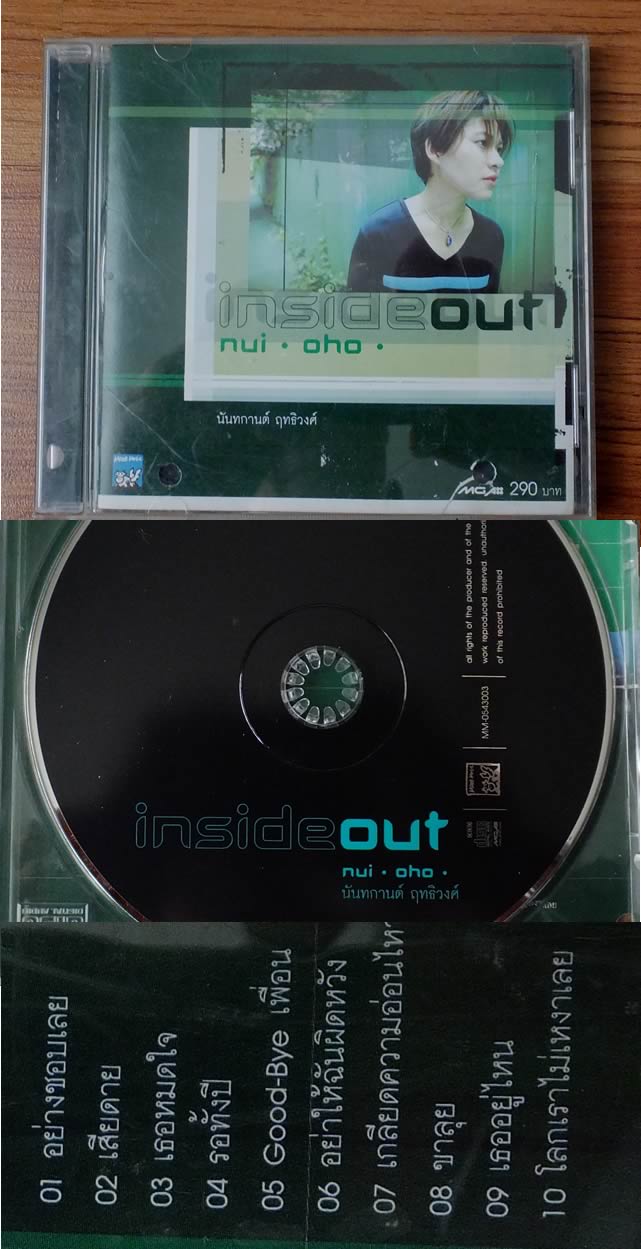 insideout
nui • oho •
นันทกานต์ ฤทธิวงศ์
MGA
290 บาท
all rights of the producer and of the
work reproduced reserved. unauthori
of this record prohibited
MM-0543003
insideout
nui • oho •
นันทกานต์ ฤทธิวงศ์
01 อย่างชอบเลย
02 เสียดาย
03 เธอหมดใจ
04 รอทั้งปี
05 Good-Bye เพื่อน
06 อย่าให้ฉันผิดหวัง
07 เกลียดความอ่อนไหว
08 ขาลุย
09 เธออยู่ไหน
10 โลกเราไม่เหงาเลย